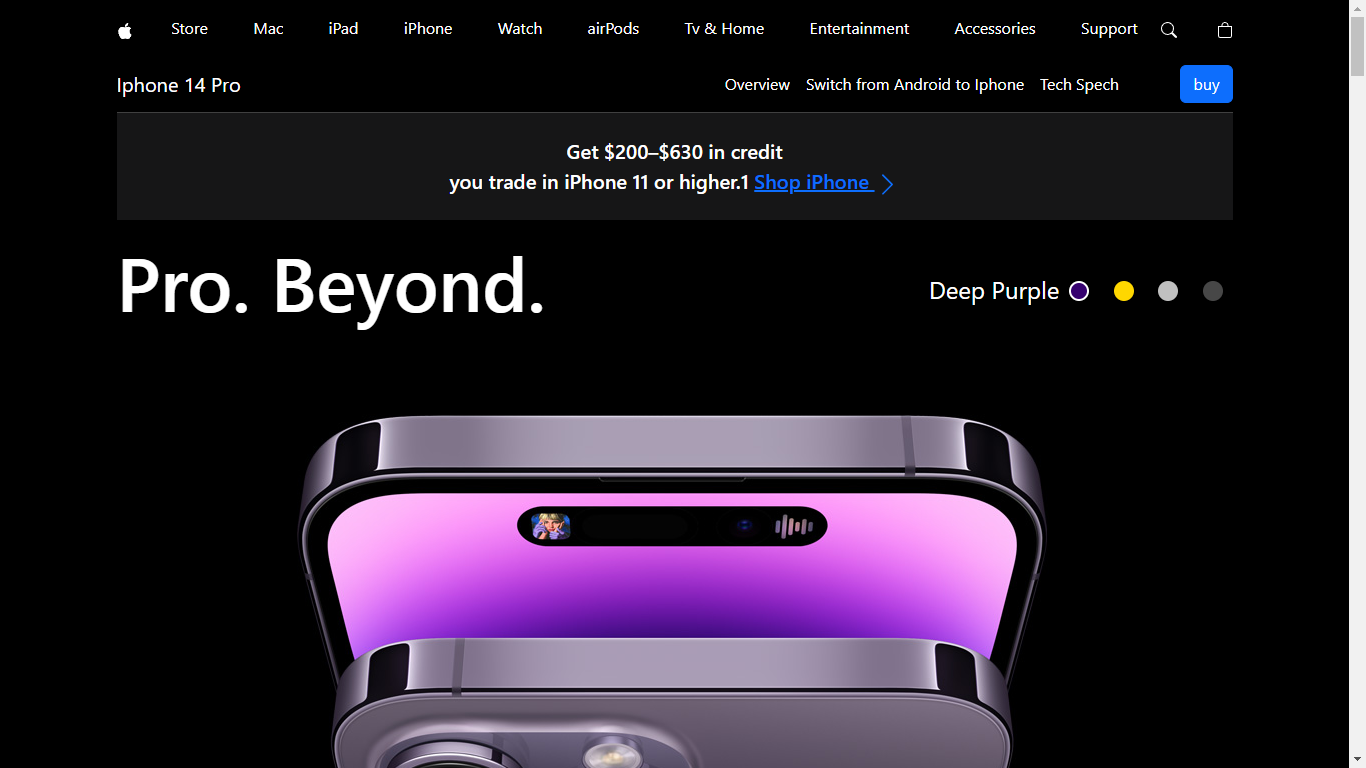 Store Mac iPad iPhone Watch airPods Tv & Home Entertainment Accessories Support
Iphone 14 Pro Overview Switch from Android to Iphone Tech Spech buy
Get $200–$630 in credit
you trade in iPhone 11 or higher.1 Shop iPhone
Pro. Beyond.
Deep Purple